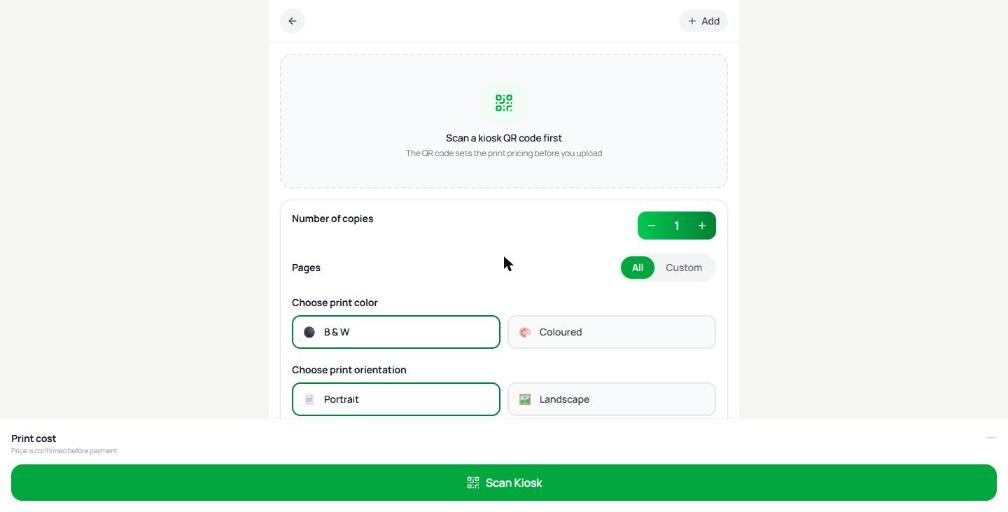 Add
Scan a kiosk QR code first
The QR code sets the print pricing before you upload
Number of copies
1
Pages
All
Custom
Choose print color
B & W
Coloured
Choose print orientation
Portrait
Landscape
Print cost
Price is confirmed before payment
Scan Kiosk